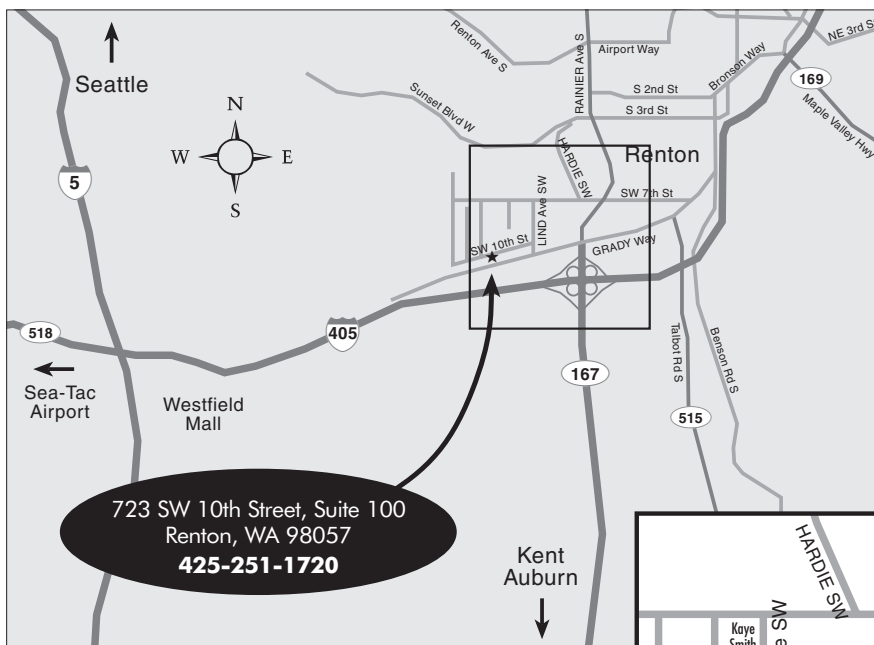 Seattle
N
W
E
S
5
518
405
Sea-Tac
Airport
Westfield
Mall
Renton Ave S
Airport Way
RAINIER Ave S
Bronson Way
NE 3rd St
169
Maple Valley Hwy
S 2nd St
S 3rd St
Sunset Blvd W
HARDIE SW
Renton
SW 7th St
LIND Ave SW
SW 10th St
GRADY Way
167
Talbot Rd S
Benson Rd S
515
723 SW 10th Street, Suite 100
Renton, WA 98057
425-251-1720
Kent
Auburn
HARDIE SW
Kaye
Smith
e SW